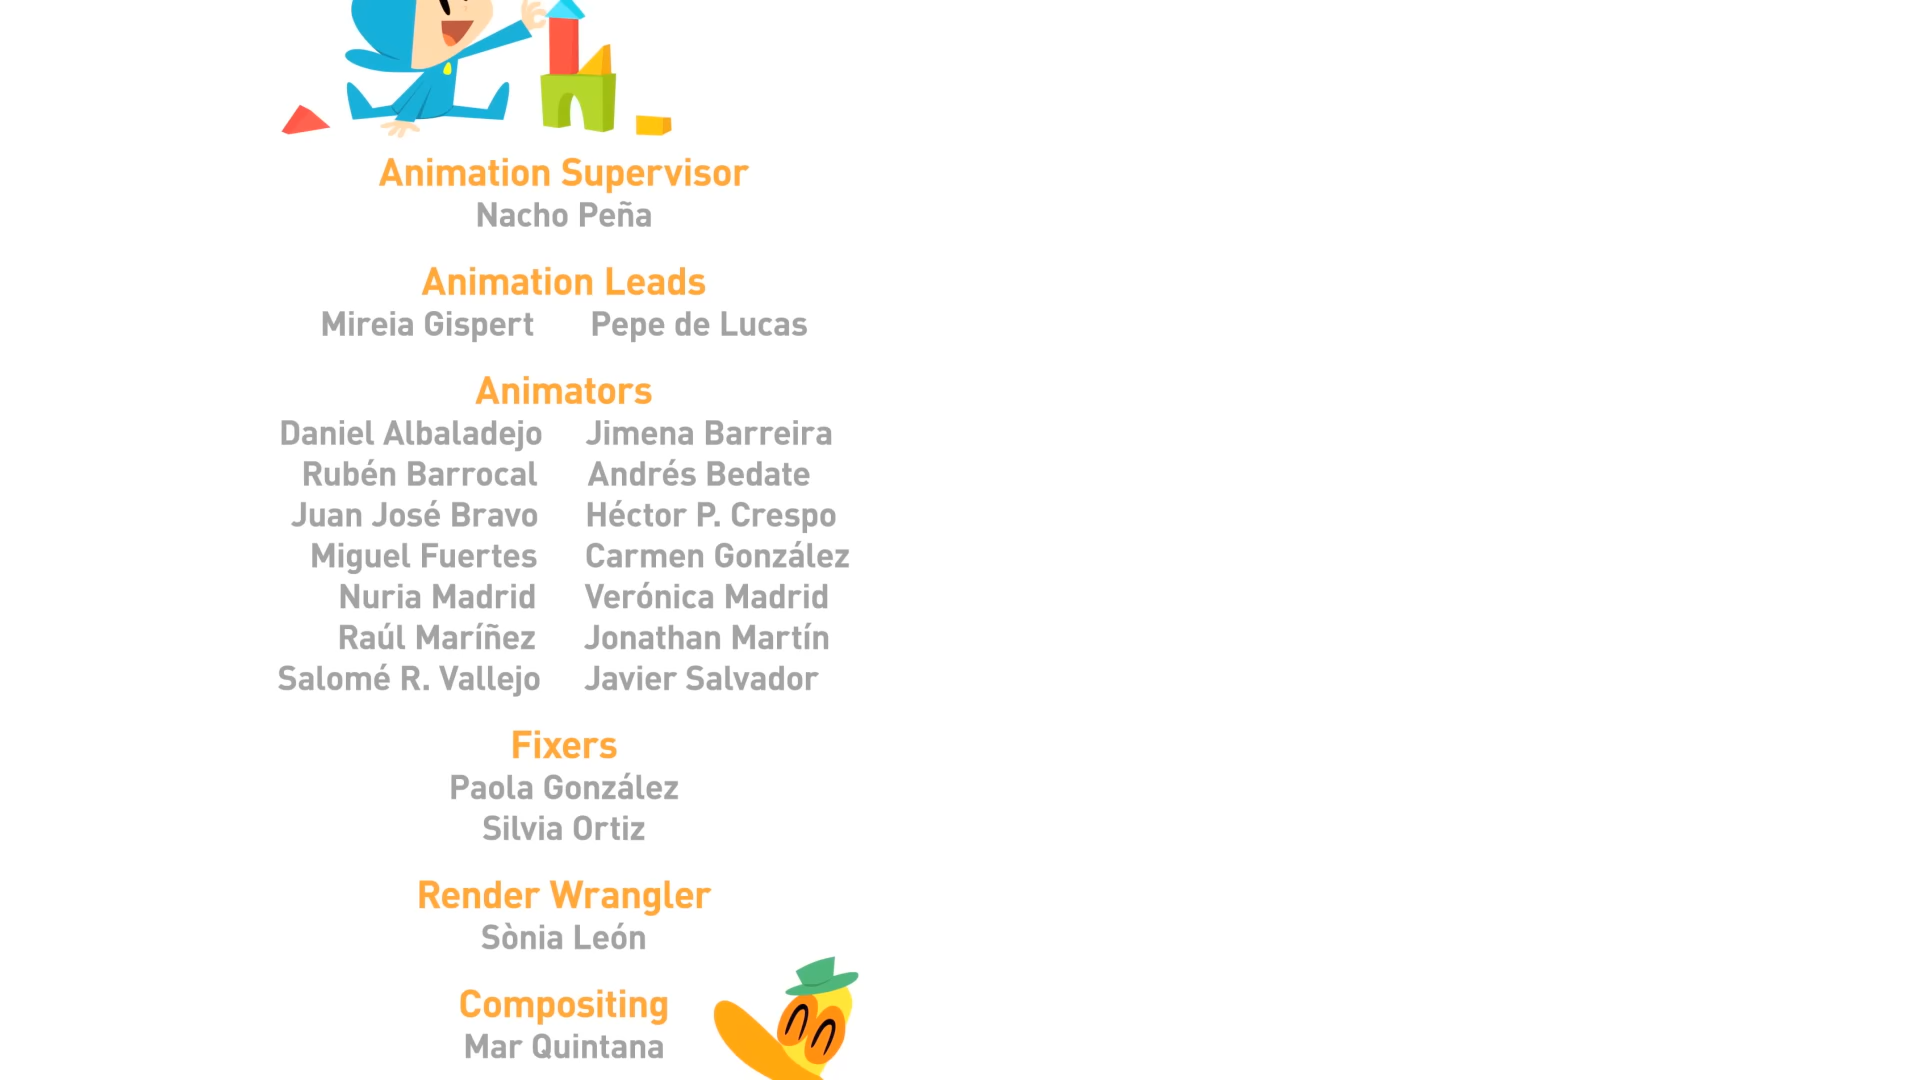 Animation Supervisor
Nacho Peña
Animation Leads
Mireia Gispert Pepe de Lucas
Animators
Daniel Albaladejo Jimena Barreira
Rubén Barrocal Andrés Bedate
Juan José Bravo Héctor P. Crespo
Miguel Fuertes Carmen González
Nuria Madrid Verónica Madrid
Raúl Maríñez Jonathan Martín
Salomé R. Vallejo Javier Salvador
Fixers
Paola González
Silvia Ortiz
Render Wrangler
Sònia León
Compositing
Mar Quintana